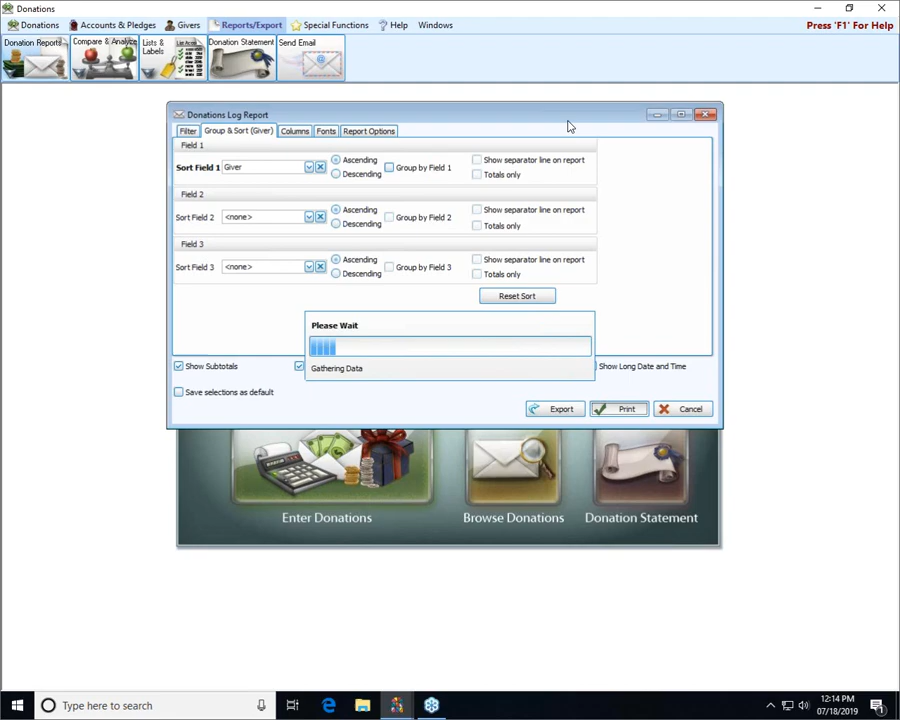 Donations
Donations Accounts & Pledges Givers Reports/Export Special Functions Help Windows Press 'F1' For Help
Donation Reports Compare & Analyze Lists & Labels Donation Statement Send Email
Donations Log Report
Filter Group & Sort (Giver) Columns Fonts Report Options
Field 1
Sort Field 1 Giver Ascending Descending Group by Field 1 Show separator line on report Totals only
Field 2
Sort Field 2 <none> Ascending Descending Group by Field 2 Show separator line on report Totals only
Field 3
Sort Field 3 <none> Ascending Descending Group by Field 3 Show separator line on report Totals only
Reset Sort
Please Wait
Gathering Data
Show Subtotals Show Long Date and Time
Save selections as default
Export Print Cancel
Enter Donations Browse Donations Donation Statement
Type here to search
12:14 PM
07/18/2019